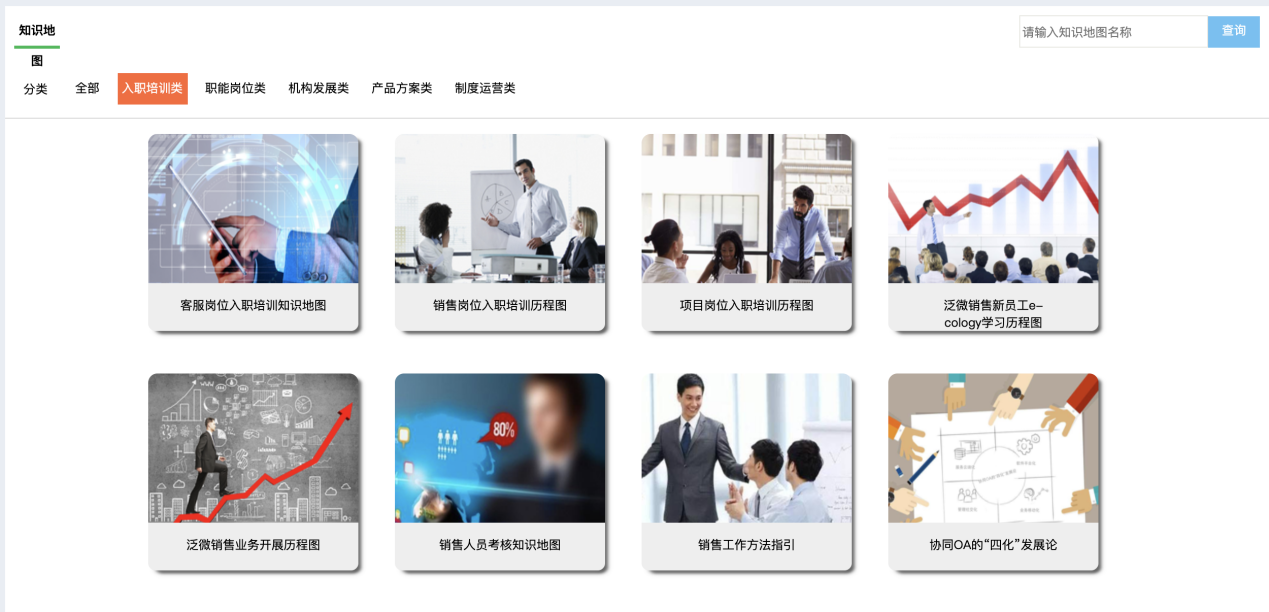 知识地
图
请输入知识地图名称
查询
分类
全部
入职培训类
职能岗位类
机构发展类
产品方案类
制度运营类
客服岗位入职培训知识地图
销售岗位入职培训历程图
项目岗位入职培训历程图
泛微销售新员工e-
cology学习历程图
80%
泛微销售业务开展历程图
销售人员考核知识地图
销售工作方法指引
协同OA的“四化”发展论